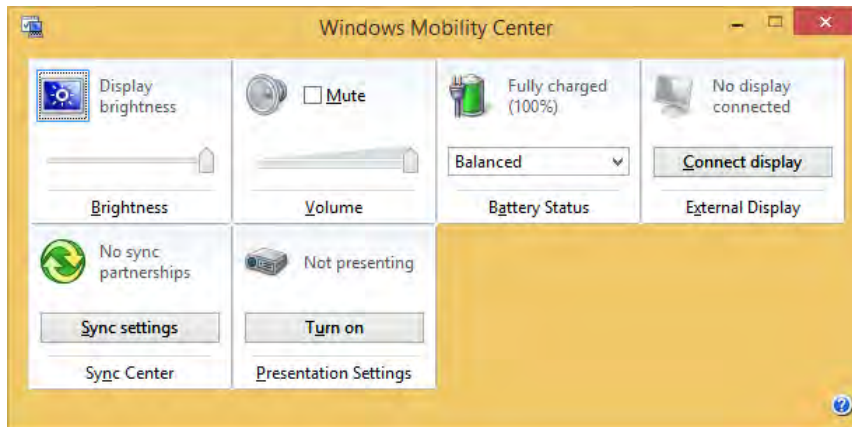 Windows Mobility Center
Display
brightness
Brightness
Mute
Volume
Fully charged
(100%)
Balanced
Battery Status
No display
connected
Connect display
External Display
No sync
partnerships
Sync settings
Sync Center
Not presenting
Turn on
Presentation Settings